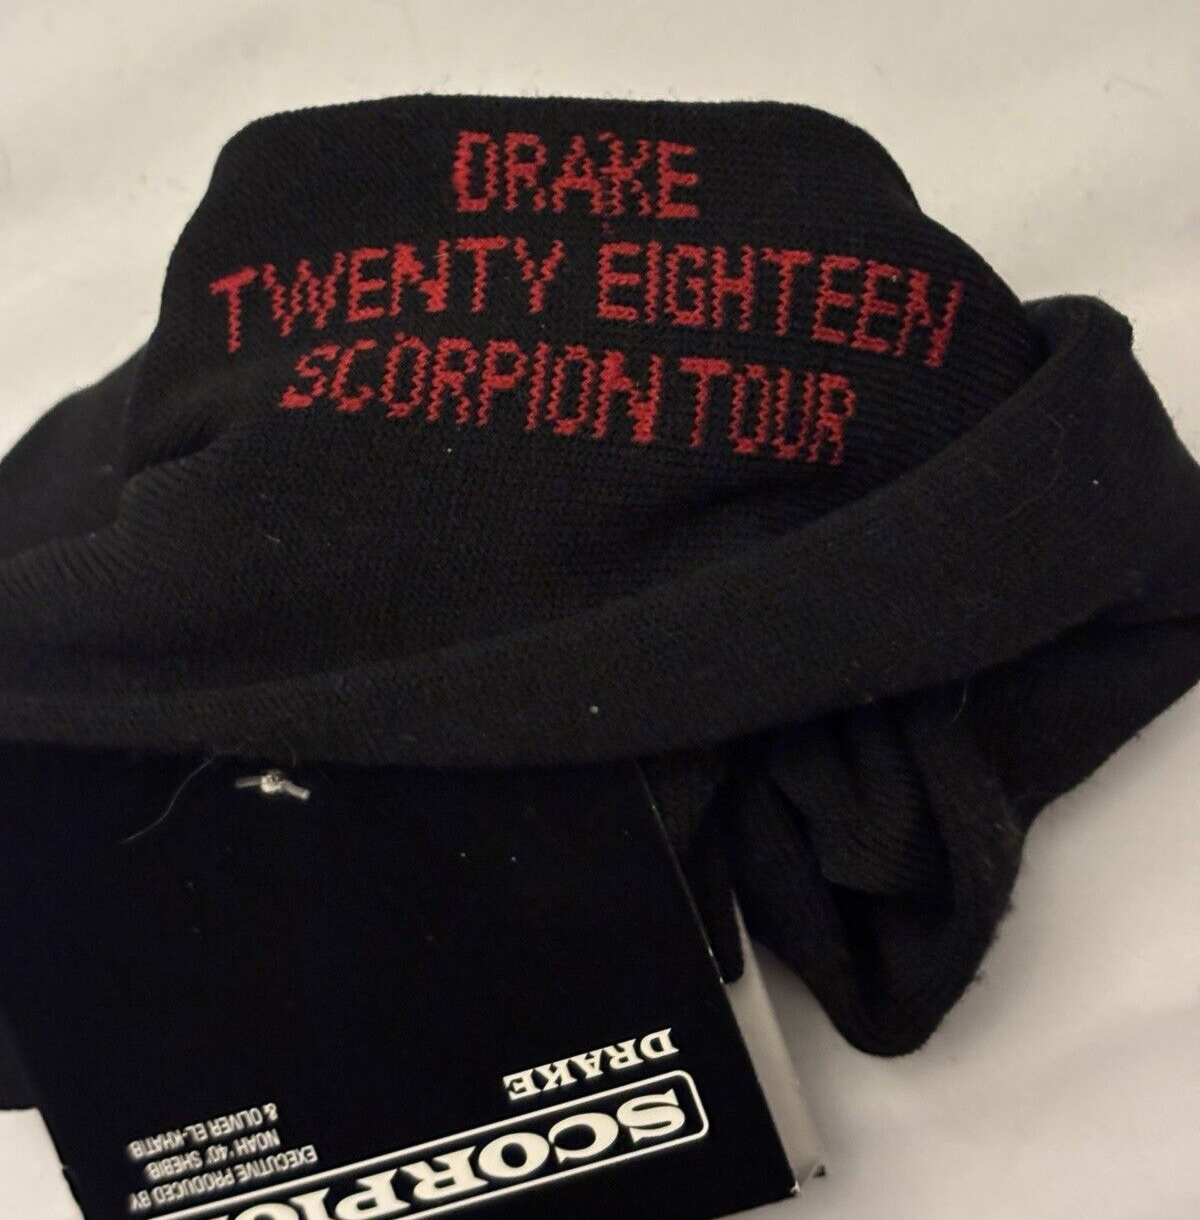 DRAKE
TWENTY EIGHTEEN
SCORPION TOUR
DRAKE
SCORPIO
EXECUTIVE PRODUCED BY
NOAH '40' SHEBIB
& OLIVER EL-KHATIB